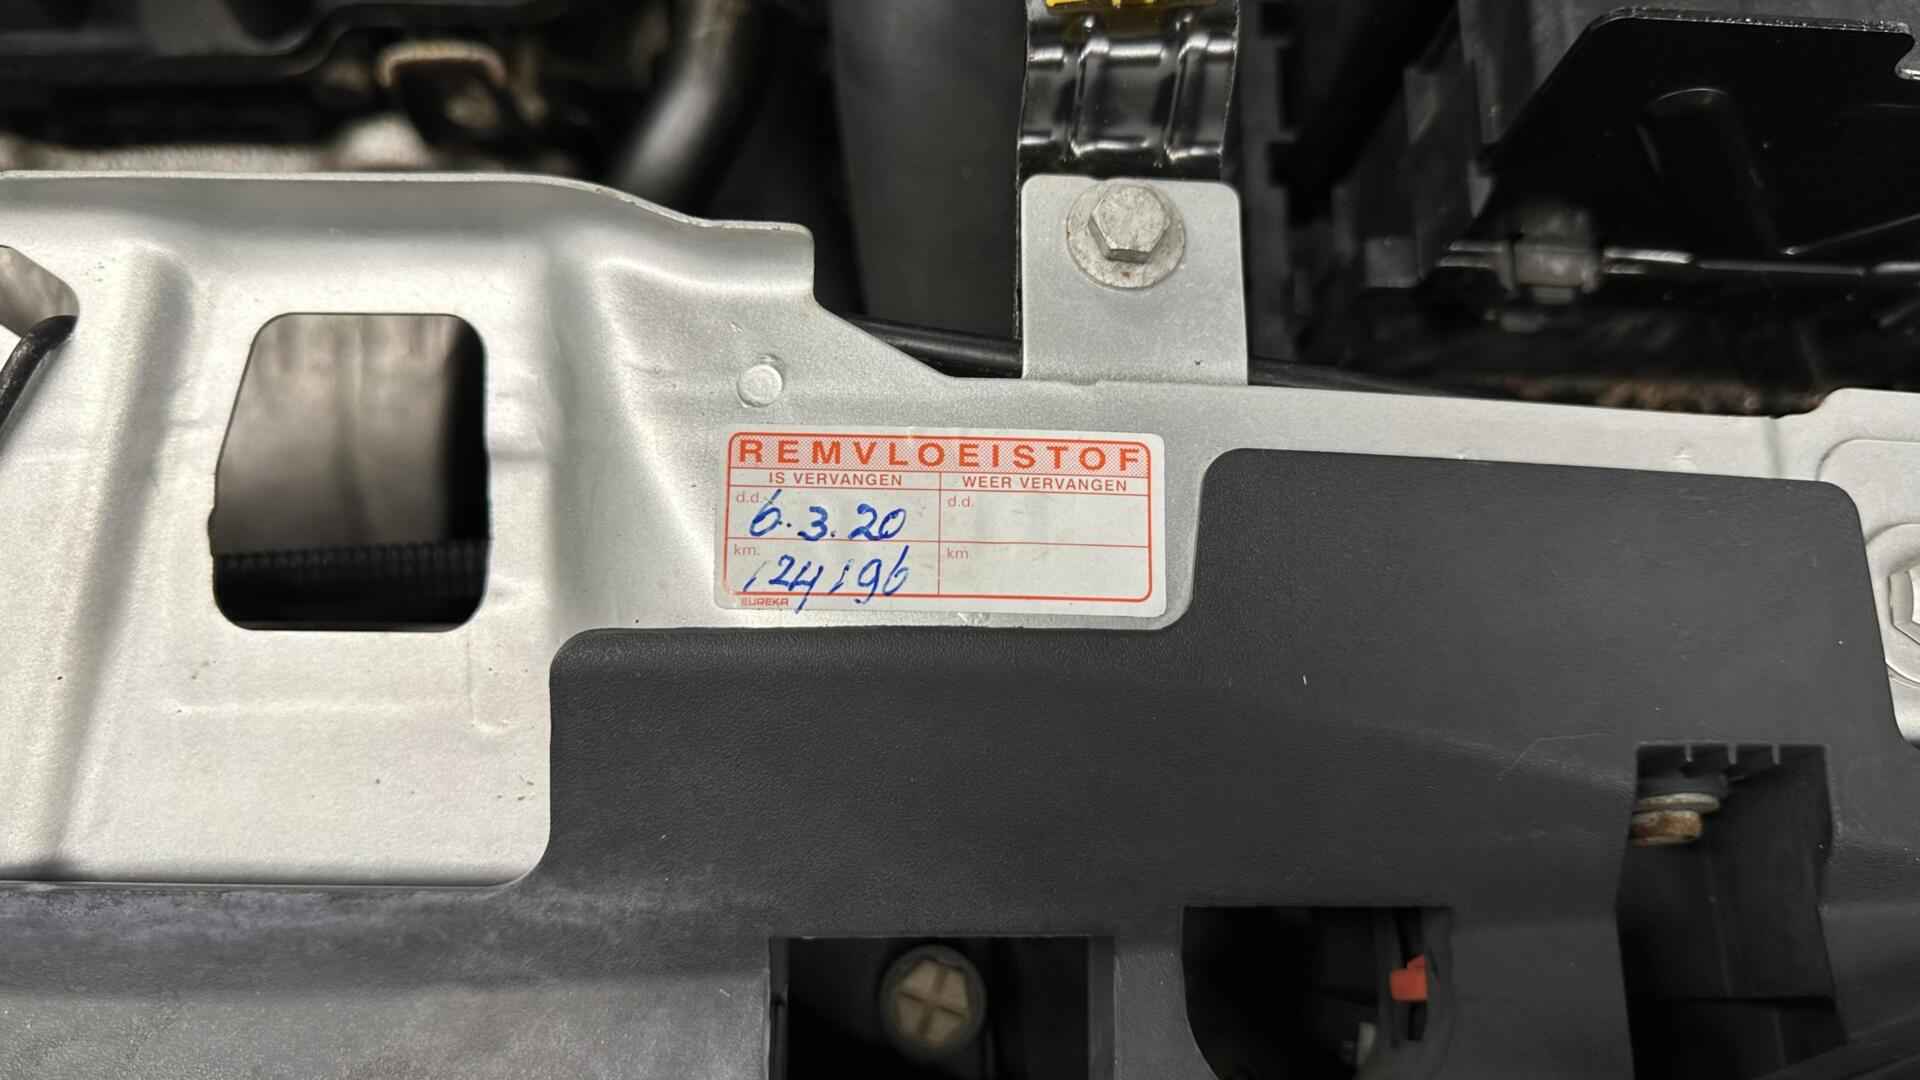 REMVLOEISTOF
IS VERVANGEN WEER VERVANGEN
d.d. 6.3.20 d.d.
km. 124196 km
EUREKA